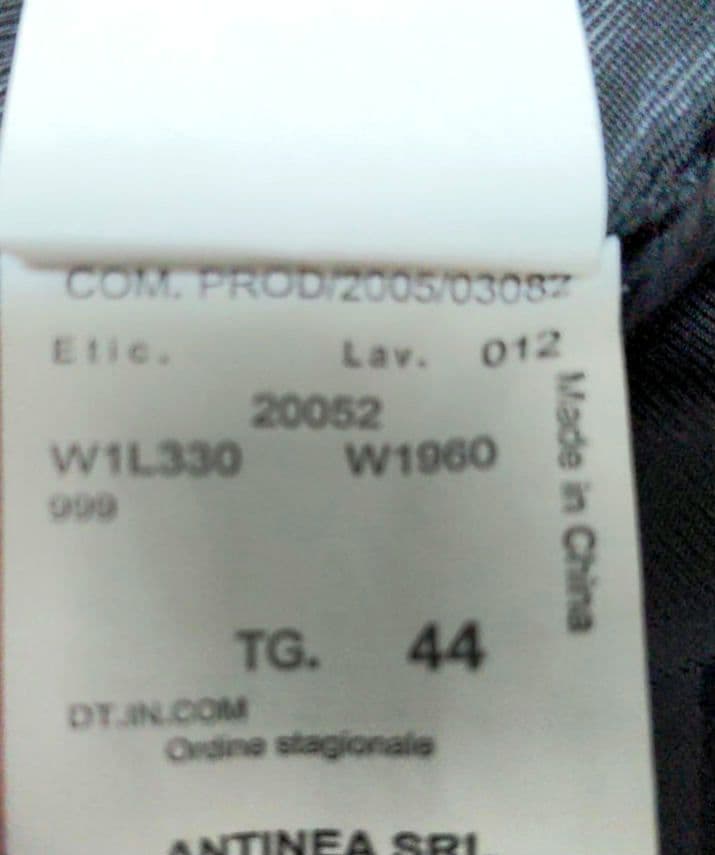 COM. PROD/2005/03082
Etic. Lav. 012
20052
W1L330 W1960
999
Made in China
TG. 44
DT.IN.COM
Ordine stagionale
ANTINEA SRL